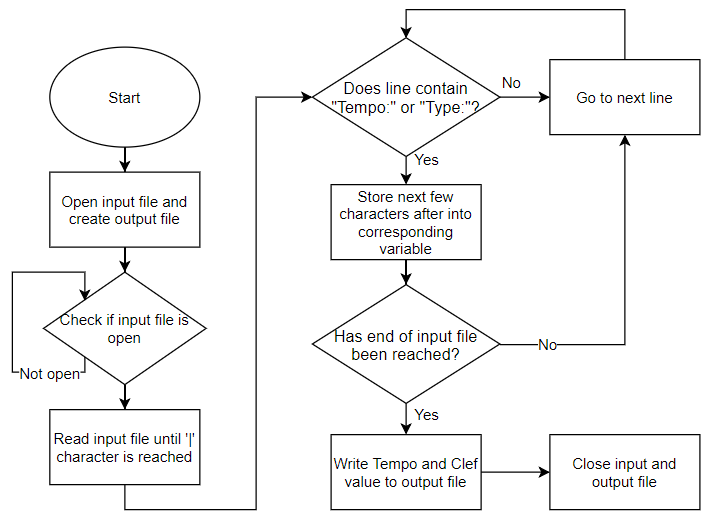 Start
Open input file and
create output file
Check if input file is
open
Not open
Read input file until '|'
character is reached
Does line contain
"Tempo:" or "Type:"?
No
Go to next line
Yes
Store next few
characters after into
corresponding
variable
Has end of input file
been reached?
No
Yes
Write Tempo and Clef
value to output file
Close input and
output file